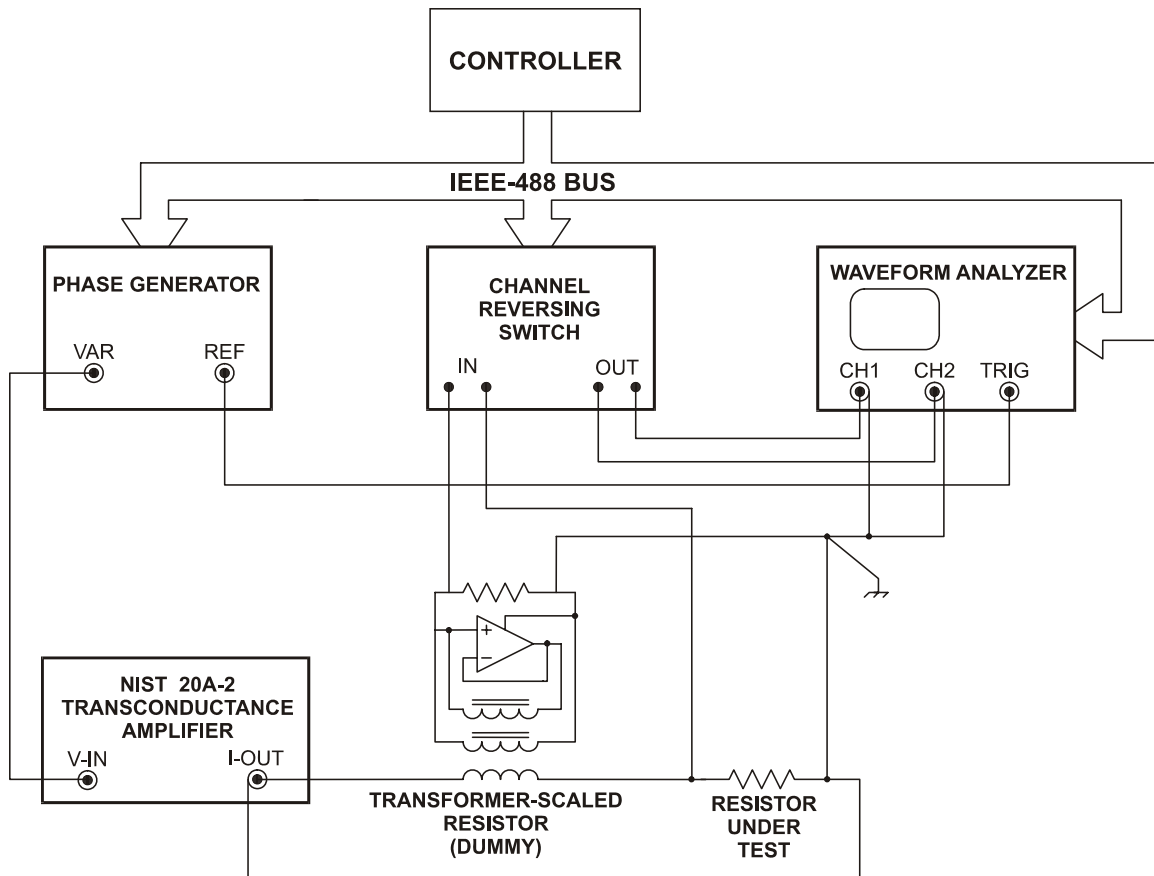 CONTROLLER
IEEE-488 BUS
PHASE GENERATOR
VAR
REF
CHANNEL
REVERSING
SWITCH
IN
OUT
WAVEFORM ANALYZER
CH1
CH2
TRIG
+
−
NIST 20A-2
TRANSCONDUCTANCE
AMPLIFIER
V-IN
I-OUT
TRANSFORMER-SCALED
RESISTOR
(DUMMY)
RESISTOR
UNDER
TEST